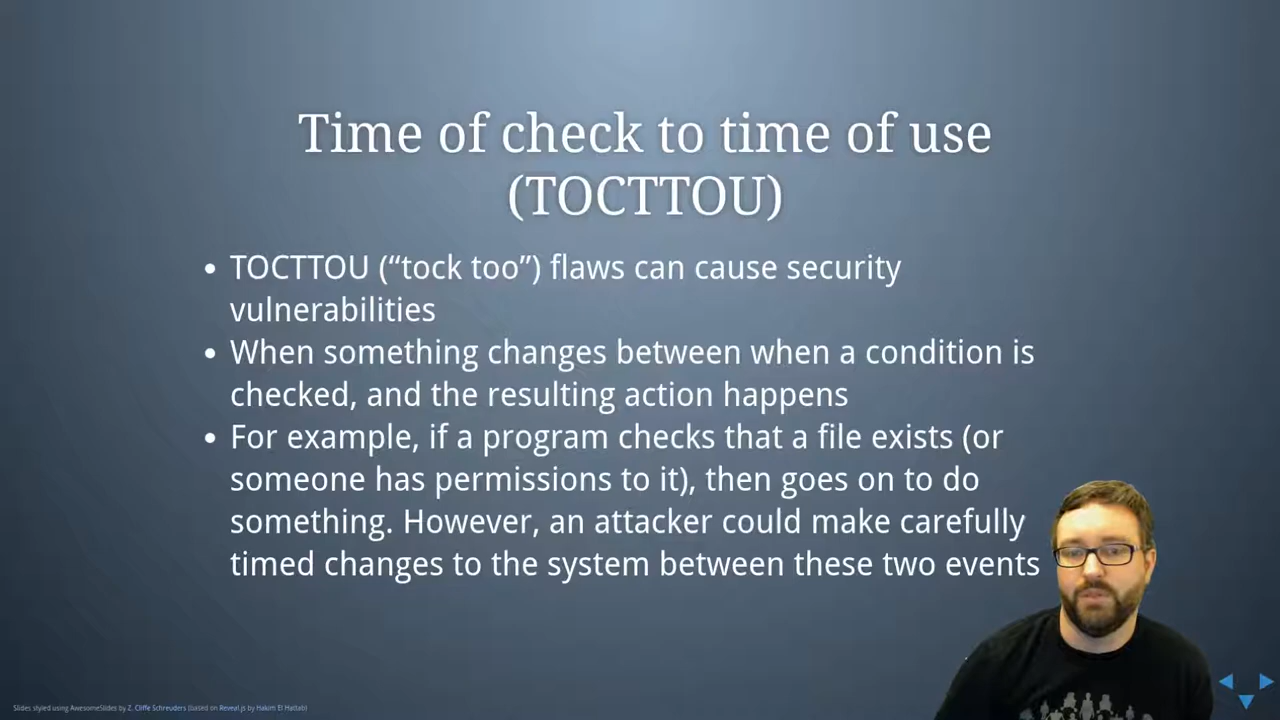 Time of check to time of use
(TOCTTOU)
• TOCTTOU (“tock too”) flaws can cause security
vulnerabilities
• When something changes between when a condition is
checked, and the resulting action happens
• For example, if a program checks that a file exists (or
someone has permissions to it), then goes on to do
something. However, an attacker could make carefully
timed changes to the system between these two events
Slides styled using AwesomeSlides by Z. Cliffe Schreuders (based on Reveal.js by Hakim El Hattab)